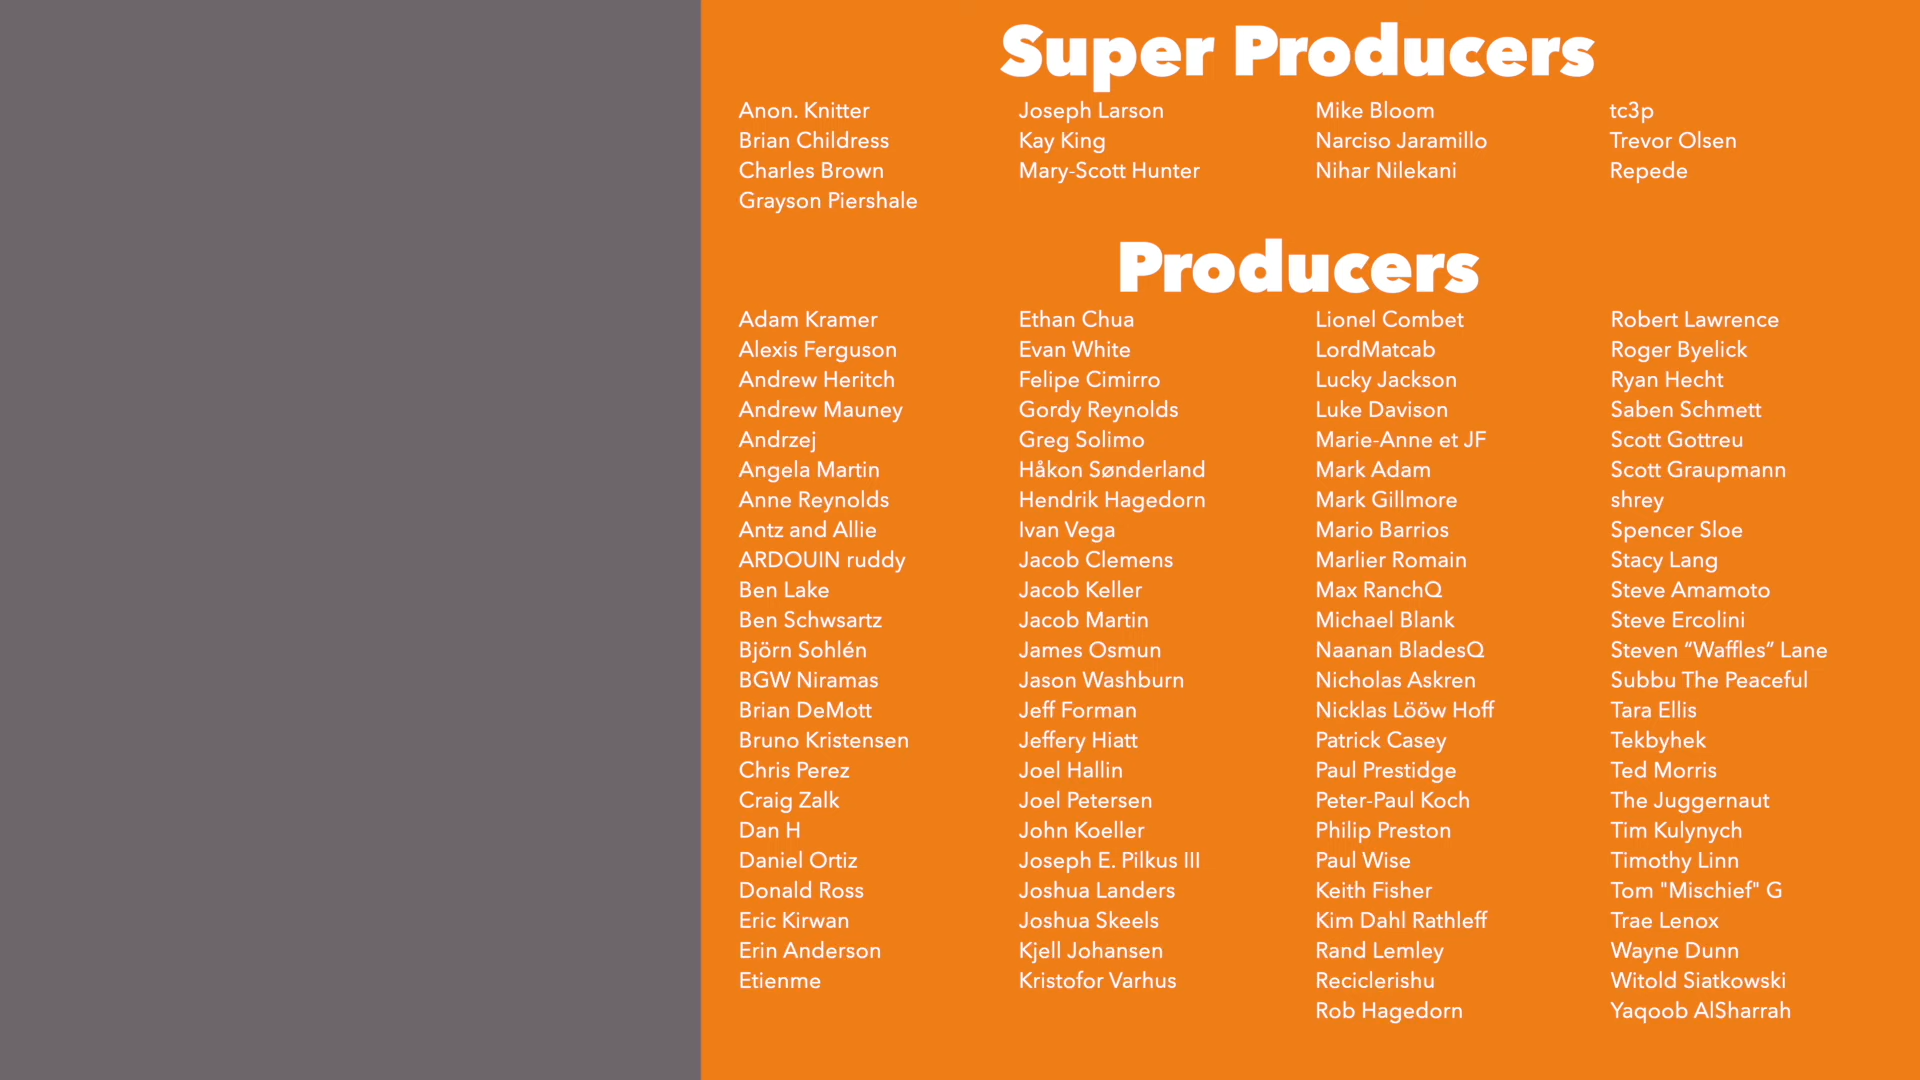 Super Producers
Anon. Knitter
Brian Childress
Charles Brown
Grayson Piershale
Joseph Larson
Kay King
Mary-Scott Hunter
Mike Bloom
Narciso Jaramillo
Nihar Nilekani
tc3p
Trevor Olsen
Repede
Producers
Adam Kramer
Alexis Ferguson
Andrew Heritch
Andrew Mauney
Andrzej
Angela Martin
Anne Reynolds
Antz and Allie
ARDOUIN ruddy
Ben Lake
Ben Schwsartz
Björn Sohlén
BGW Niramas
Brian DeMott
Bruno Kristensen
Chris Perez
Craig Zalk
Dan H
Daniel Ortiz
Donald Ross
Eric Kirwan
Erin Anderson
Etienme
Ethan Chua
Evan White
Felipe Cimirro
Gordy Reynolds
Greg Solimo
Håkon Sønderland
Hendrik Hagedorn
Ivan Vega
Jacob Clemens
Jacob Keller
Jacob Martin
James Osmun
Jason Washburn
Jeff Forman
Jeffery Hiatt
Joel Hallin
Joel Petersen
John Koeller
Joseph E. Pilkus III
Joshua Landers
Joshua Skeels
Kjell Johansen
Kristofor Varhus
Lionel Combet
LordMatcab
Lucky Jackson
Luke Davison
Marie-Anne et JF
Mark Adam
Mark Gillmore
Mario Barrios
Marlier Romain
Max RanchQ
Michael Blank
Naanan BladesQ
Nicholas Askren
Nicklas Lööw Hoff
Patrick Casey
Paul Prestidge
Peter-Paul Koch
Philip Preston
Paul Wise
Keith Fisher
Kim Dahl Rathleff
Rand Lemley
Reciclerishu
Rob Hagedorn
Robert Lawrence
Roger Byelick
Ryan Hecht
Saben Schmett
Scott Gottreu
Scott Graupmann
shrey
Spencer Sloe
Stacy Lang
Steve Amamoto
Steve Ercolini
Steven “Waffles” Lane
Subbu The Peaceful
Tara Ellis
Tekbyhek
Ted Morris
The Juggernaut
Tim Kulynych
Timothy Linn
Tom "Mischief" G
Trae Lenox
Wayne Dunn
Witold Siatkowski
Yaqoob AlSharrah